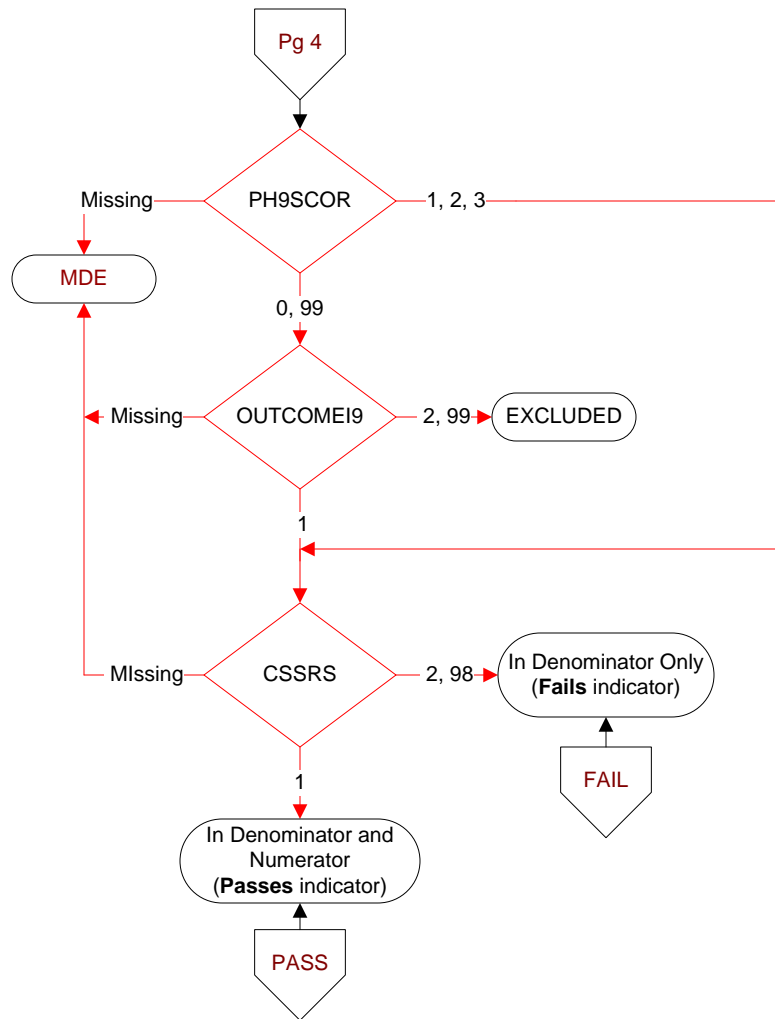 Pg 4
PH9SCOR
Missing
1, 2, 3
MDE
0, 99
Missing
OUTCOMEI9
2, 99
EXCLUDED
1
MIssing
CSSRS
2, 98
In Denominator Only
(Fails indicator)
FAIL
1
In Denominator and
Numerator
(Passes indicator)
PASS